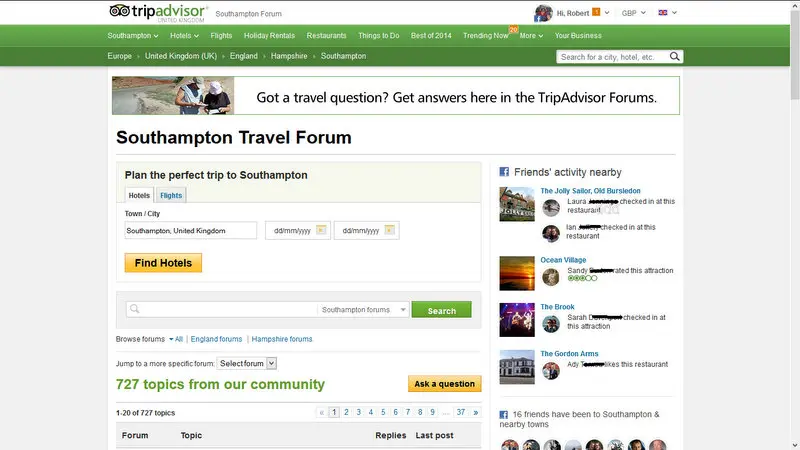 tripadvisor
UNITED KINGDOM
Southampton Forum
Hi, Robert 1
GBP
Southampton Hotels Flights Holiday Rentals Restaurants Things to Do Best of 2014 Trending Now 20 More Your Business
Europe United Kingdom (UK) England Hampshire Southampton
Search for a city, hotel, etc.
Got a travel question? Get answers here in the TripAdvisor Forums.
Southampton Travel Forum
Plan the perfect trip to Southampton
Hotels Flights
Town / City
Southampton, United Kingdom dd/mm/yyyy dd/mm/yyyy
Find Hotels
Southampton forums Search
Browse forums All England forums Hampshire forums
Jump to a more specific forum: Select forum
727 topics from our community
Ask a question
1-20 of 727 topics
« 1 2 3 4 5 6 7 8 9 … 37 »
Forum Topic Replies Last post
Friends' activity nearby
The Jolly Sailor, Old Bursledon
Laura checked in at this
restaurant
Ian checked in at this
restaurant
Ocean Village
Sandy rated this attraction
The Brook
Sarah checked in at
this attraction
The Gordon Arms
Ady likes this restaurant
16 friends have been to Southampton &
nearby towns